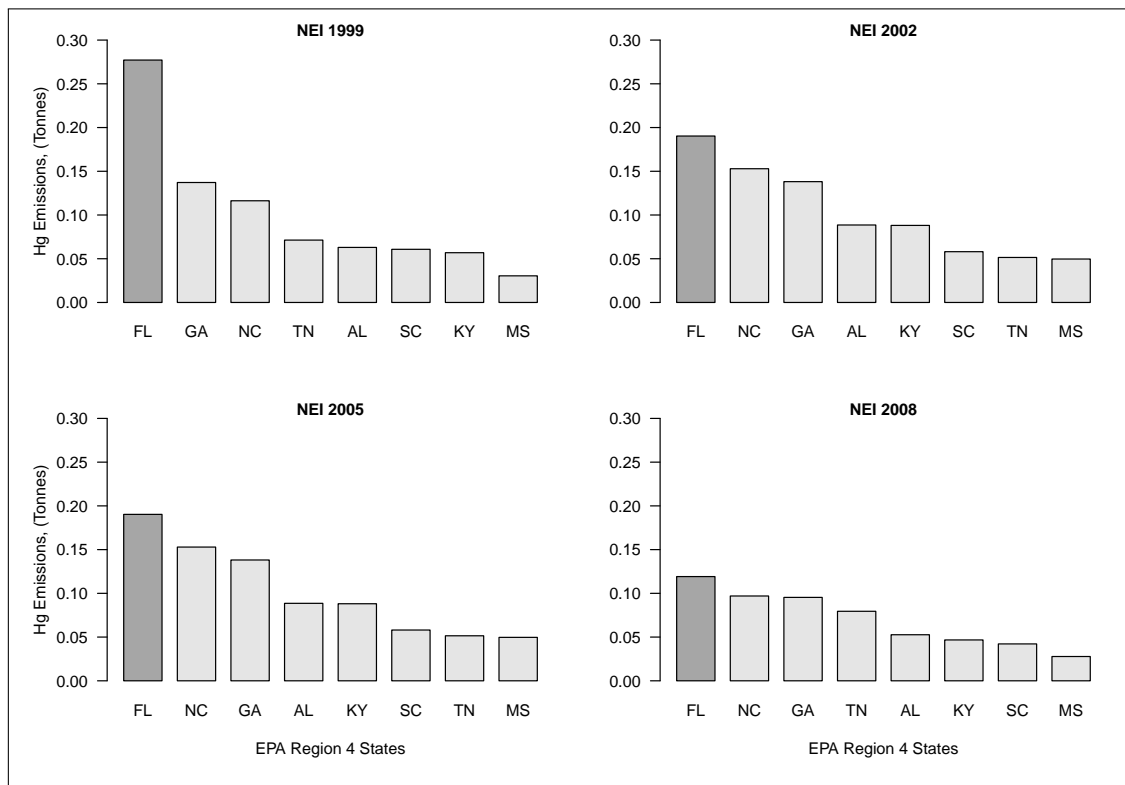 NEI 1999
0.30
0.25
0.20
0.15
0.10
0.05
0.00
Hg Emissions, (Tonnes)
FL GA NC TN AL SC KY MS
NEI 2002
0.30
0.25
0.20
0.15
0.10
0.05
0.00
FL NC GA AL KY SC TN MS
NEI 2005
0.30
0.25
0.20
0.15
0.10
0.05
0.00
Hg Emissions, (Tonnes)
FL NC GA AL KY SC TN MS
EPA Region 4 States
NEI 2008
0.30
0.25
0.20
0.15
0.10
0.05
0.00
FL NC GA TN AL KY SC MS
EPA Region 4 States